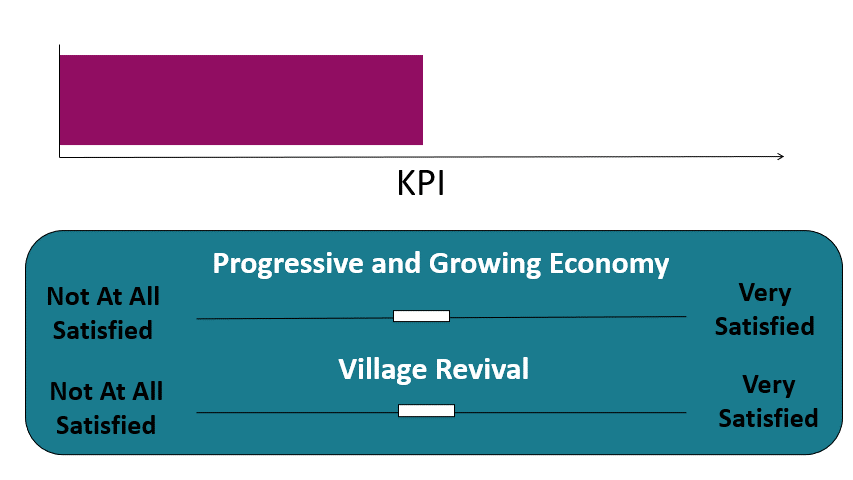 KPI
Progressive and Growing Economy
Not At All
Satisfied
Very
Satisfied
Village Revival
Not At All
Satisfied
Very
Satisfied